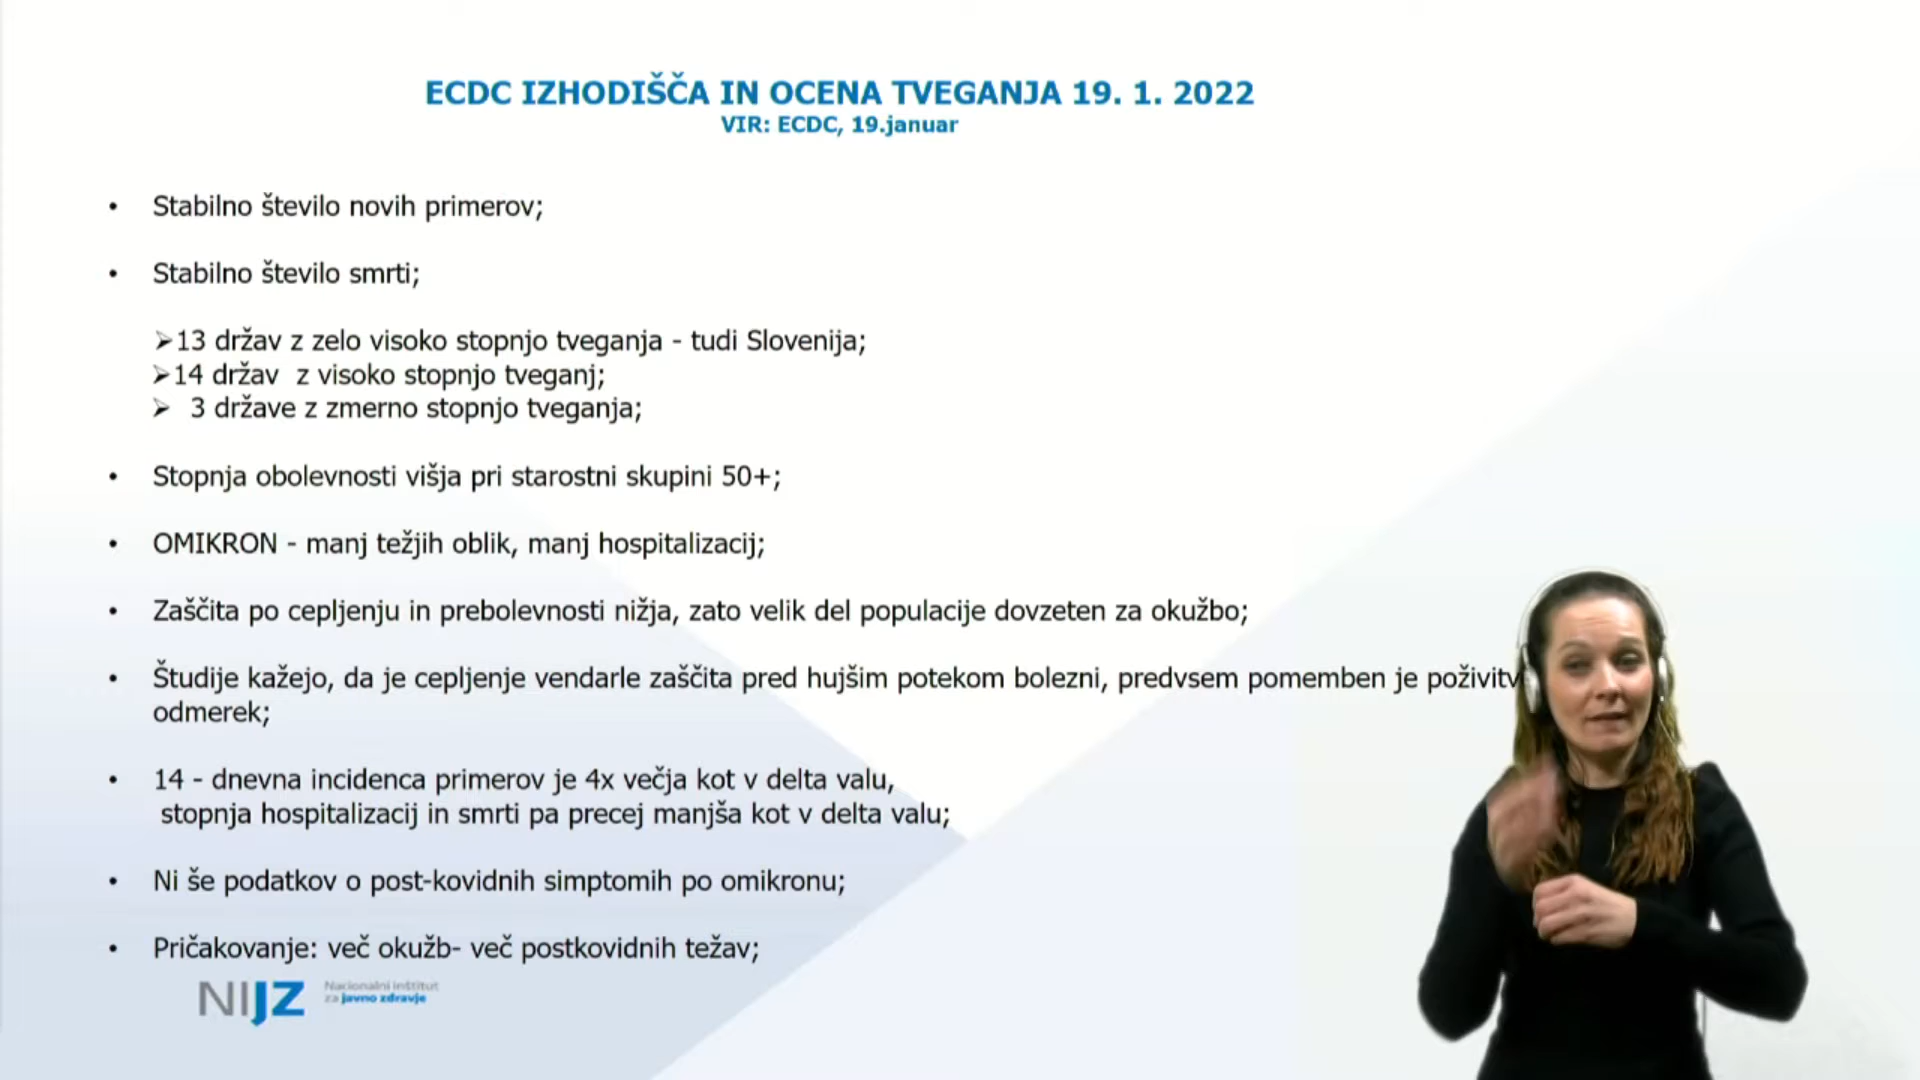 ECDC IZHODIŠČA IN OCENA TVEGANJA 19. 1. 2022
VIR: ECDC, 19.januar
• Stabilno število novih primerov;
• Stabilno število smrti;
➢13 držav z zelo visoko stopnjo tveganja - tudi Slovenija;
➢14 držav z visoko stopnjo tveganj;
➢ 3 države z zmerno stopnjo tveganja;
• Stopnja obolevnosti višja pri starostni skupini 50+;
• OMIKRON - manj težjih oblik, manj hospitalizacij;
• Zaščita po cepljenju in prebolevnosti nižja, zato velik del populacije dovzeten za okužbo;
• Študije kažejo, da je cepljenje vendarle zaščita pred hujšim potekom bolezni, predvsem pomemben je
odmerek;
• 14 - dnevna incidenca primerov je 4x večja kot v delta valu,
stopnja hospitalizacij in smrti pa precej manjša kot v delta valu;
• Ni še podatkov o post-kovidnih simptomih po omikronu;
• Pričakovanje: več okužb- več postkovidnih težav;
NIJZ
Nacionalni inštitut
za javno zdravje